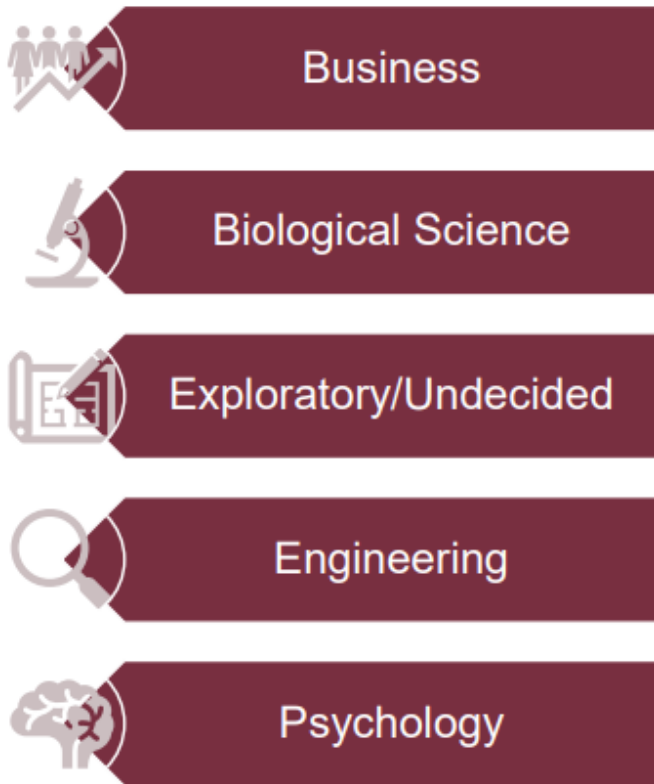 Business
Biological Science
Exploratory/Undecided
Engineering
Psychology